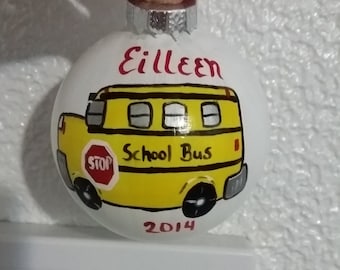 Eilleen
School Bus
STOP
2014